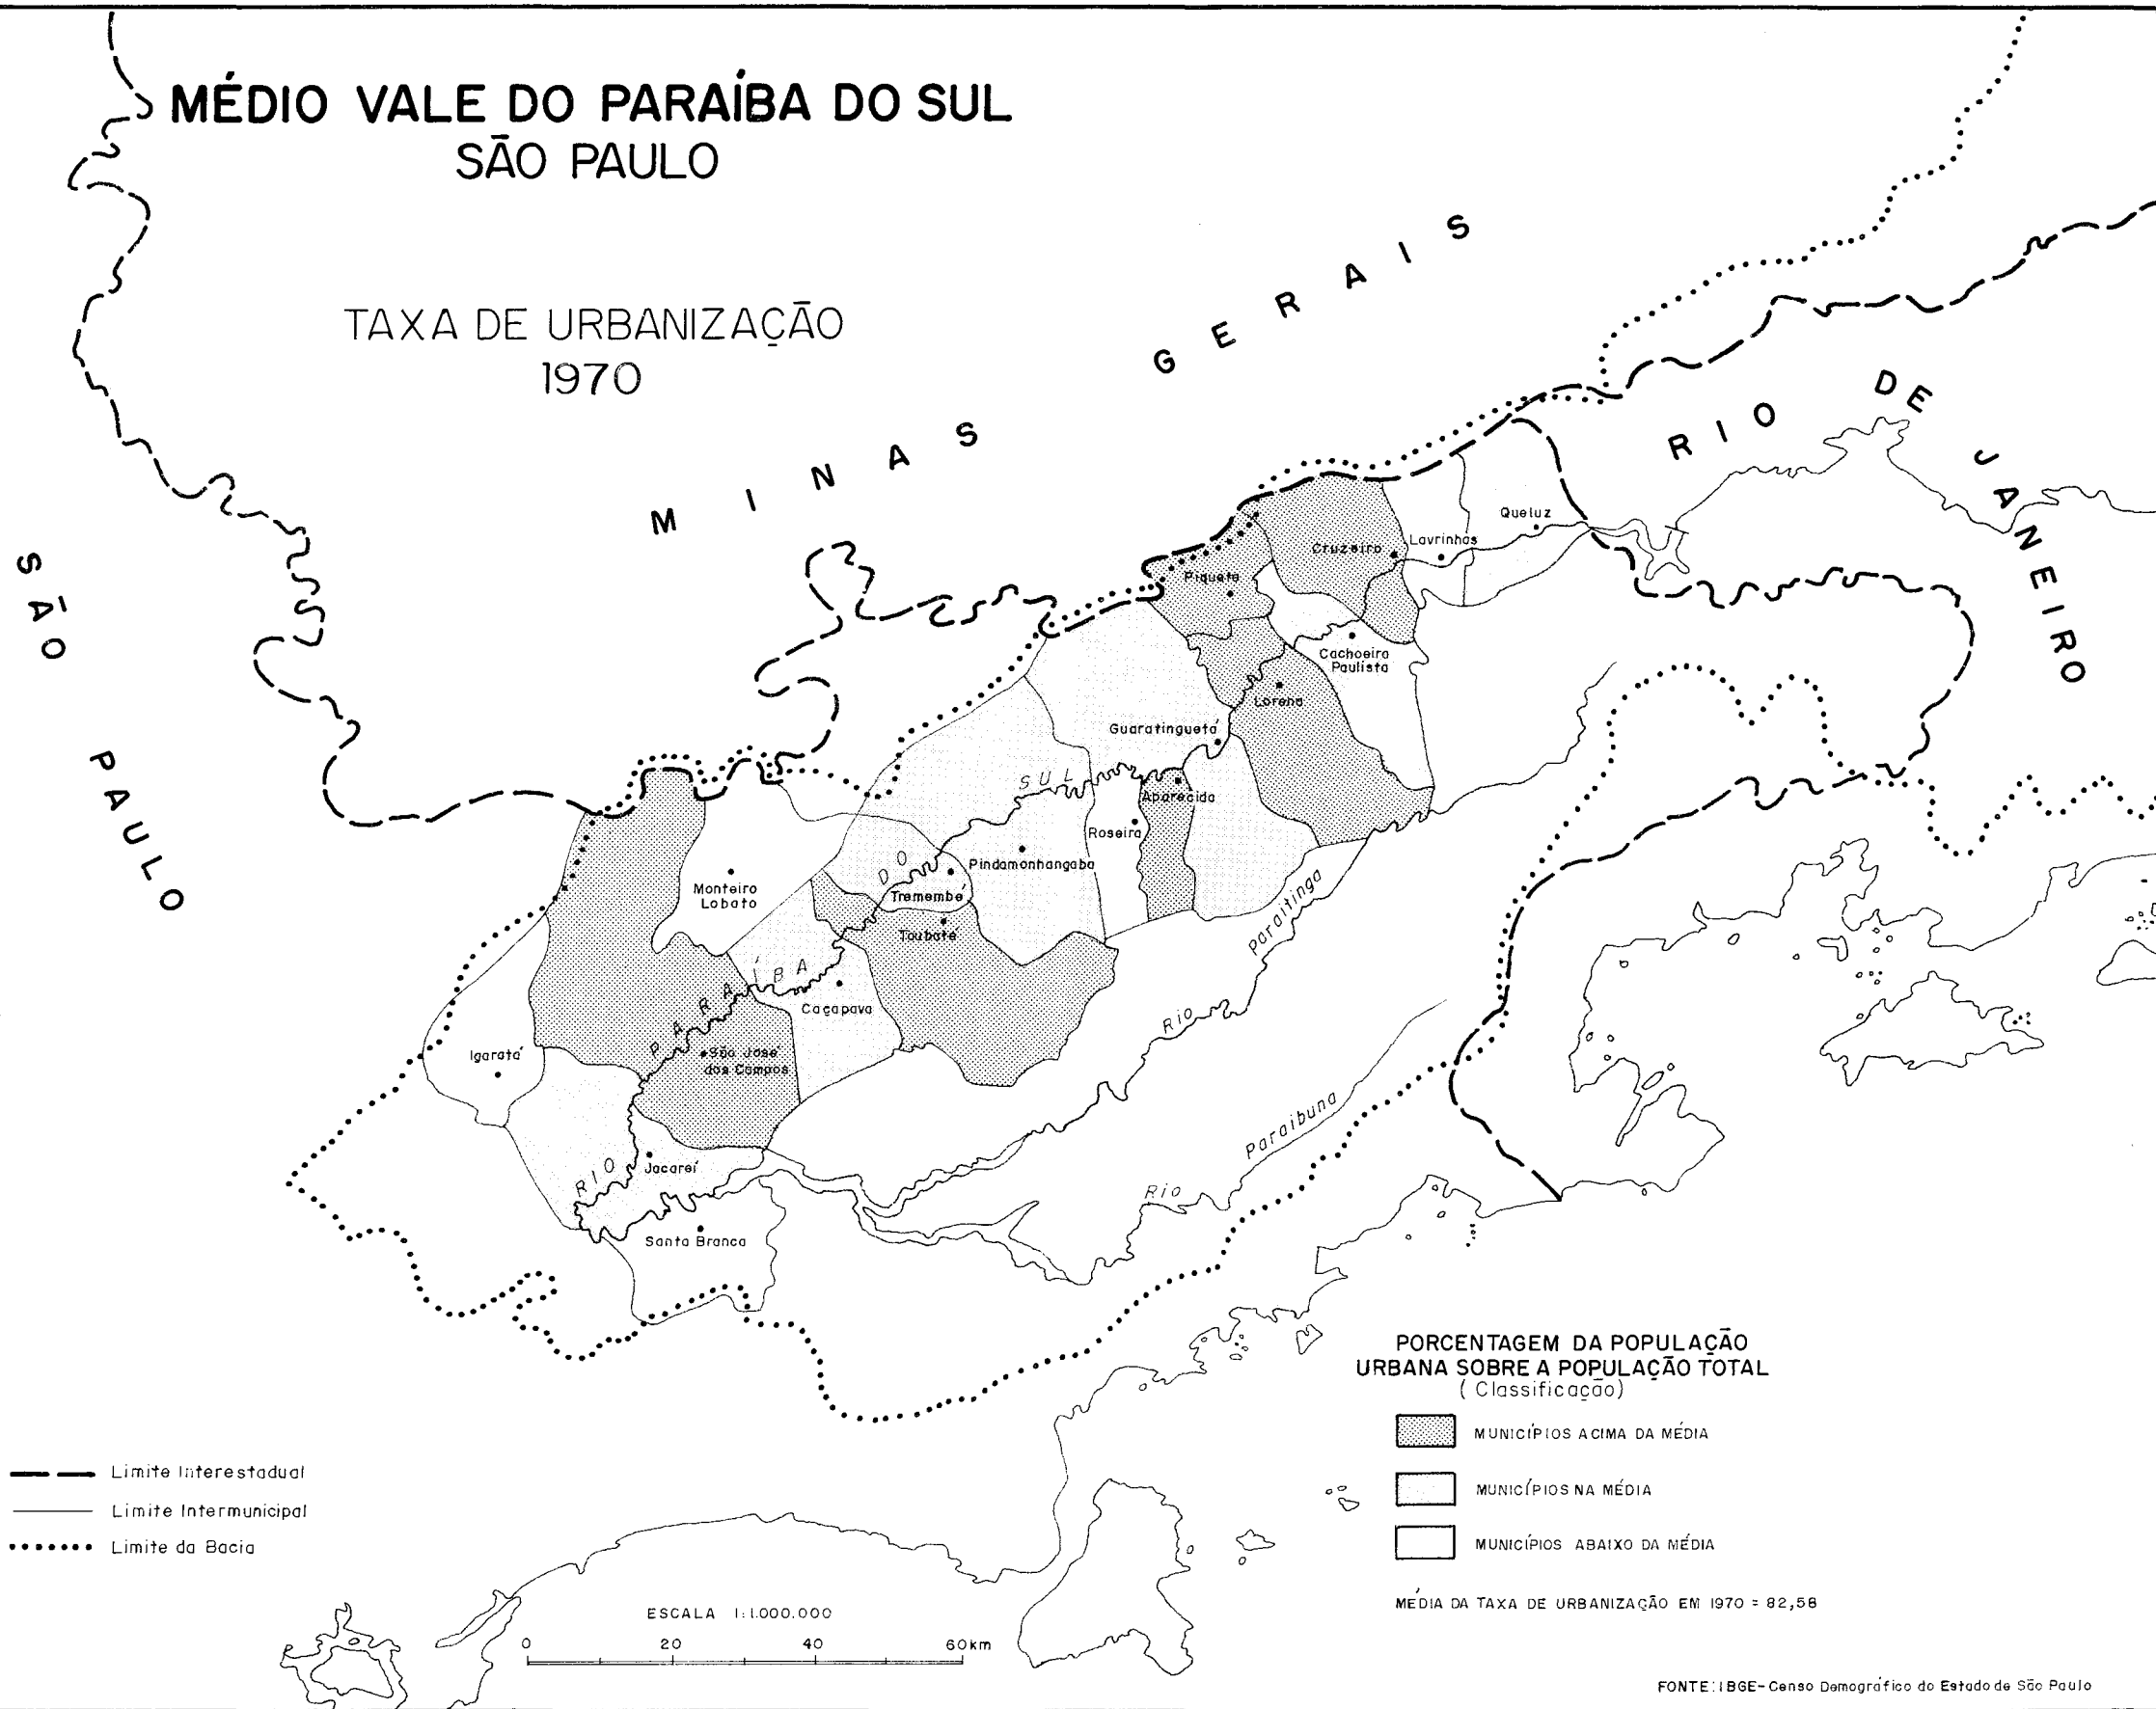 MÉDIO VALE DO PARAÍBA DO SUL
SÃO PAULO
TAXA DE URBANIZAÇÃO
1970
MINAS GERAIS
RIO DE JANEIRO
SÃO PAULO
Queluz
Lavrinhas
Cruzeiro
Piquete
Cachoeira
Paulista
Lorena
Guaratinguetá
Aparecida
Roseira
Pindamonhangaba
Tremembé
Taubaté
Monteiro
Lobato
Caçapava
São José
dos Campos
Igaratá
Jacareí
Santa Branca
RIO PARAÍBA DO SUL
Rio Paraitinga
Rio Paraibuna
PORCENTAGEM DA POPULAÇÃO
URBANA SOBRE A POPULAÇÃO TOTAL
(Classificação)
MUNICÍPIOS ACIMA DA MÉDIA
MUNICÍPIOS NA MÉDIA
MUNICÍPIOS ABAIXO DA MÉDIA
MÉDIA DA TAXA DE URBANIZAÇÃO EM 1970 = 82,58
Limite Interestadual
Limite Intermunicipal
Limite da Bacia
ESCALA 1:1.000.000
0 20 40 60km
FONTE: IBGE-Censo Demográfico do Estado de São Paulo